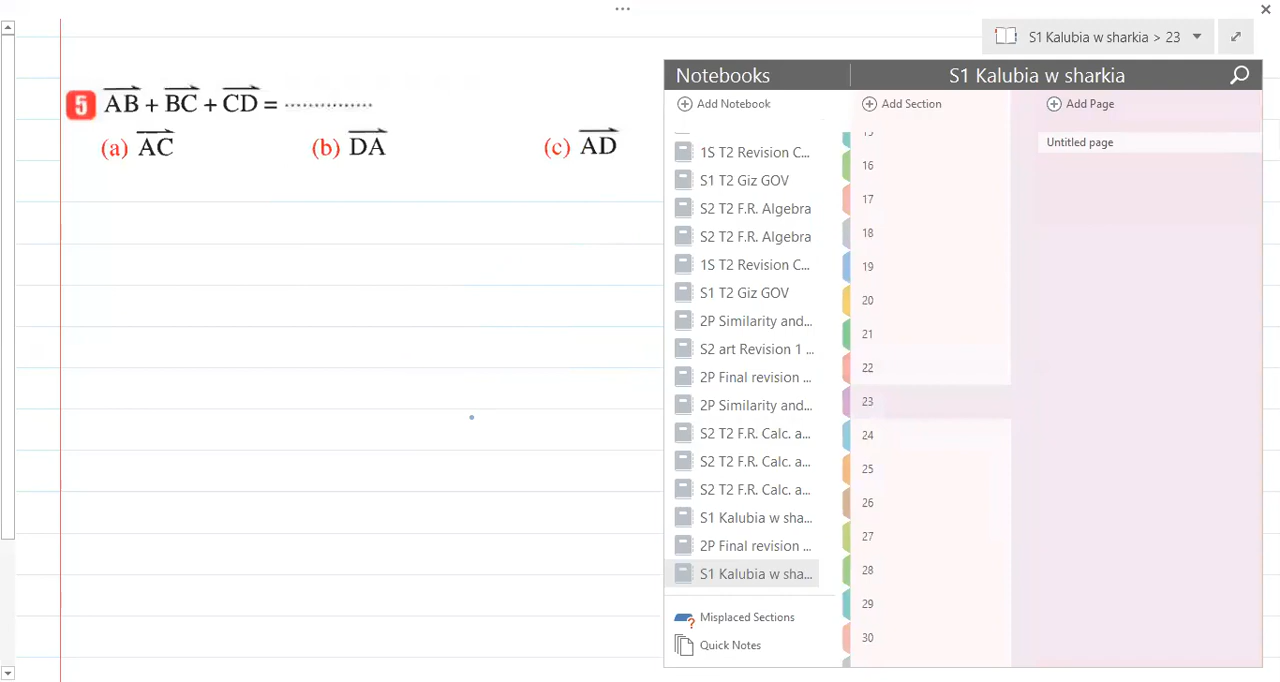 ...
S1 Kalubia w sharkia > 23
5 AB + BC + CD = ...............
(a) AC (b) DA (c) AD
Notebooks
Add Notebook
1S T2 Revision C...
S1 T2 Giz GOV
S2 T2 F.R. Algebra
S2 T2 F.R. Algebra
1S T2 Revision C...
S1 T2 Giz GOV
2P Similarity and...
S2 art Revision 1 ...
2P Final revision ...
2P Similarity and...
S2 T2 F.R. Calc. a...
S2 T2 F.R. Calc. a...
S2 T2 F.R. Calc. a...
S1 Kalubia w sha...
2P Final revision ...
S1 Kalubia w sha...
Misplaced Sections
Quick Notes
S1 Kalubia w sharkia
Add Section
16
17
18
19
20
21
22
23
24
25
26
27
28
29
30
Add Page
Untitled page